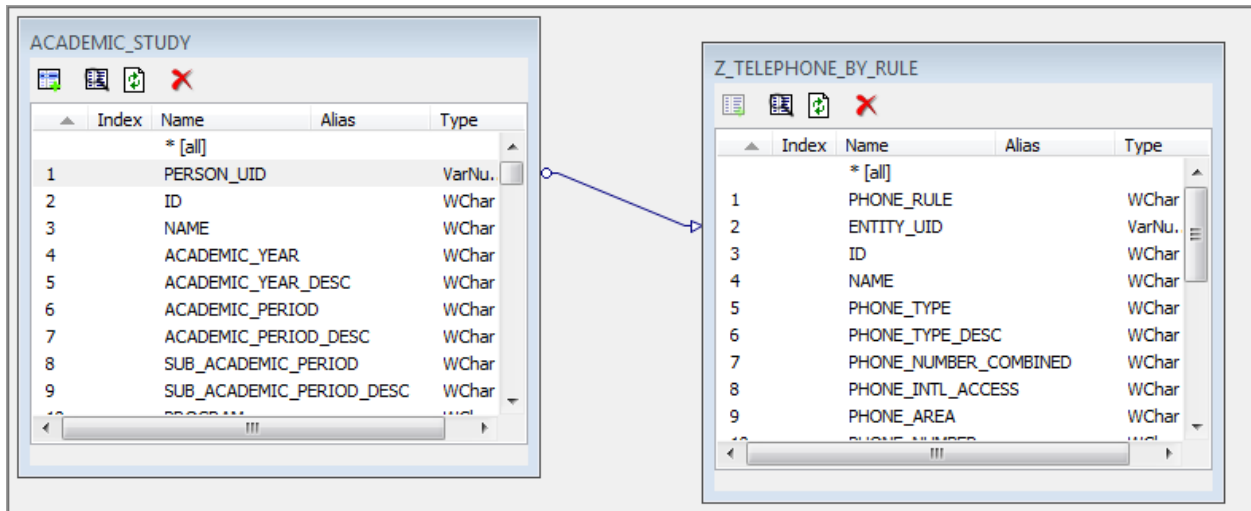 ACADEMIC_STUDY
Index Name Alias Type
* [all]
1 PERSON_UID VarNu..
2 ID WChar
3 NAME WChar
4 ACADEMIC_YEAR WChar
5 ACADEMIC_YEAR_DESC WChar
6 ACADEMIC_PERIOD WChar
7 ACADEMIC_PERIOD_DESC WChar
8 SUB_ACADEMIC_PERIOD WChar
9 SUB_ACADEMIC_PERIOD_DESC WChar
Z_TELEPHONE_BY_RULE
Index Name Alias Type
* [all]
1 PHONE_RULE WChar
2 ENTITY_UID VarNu..
3 ID WChar
4 NAME WChar
5 PHONE_TYPE WChar
6 PHONE_TYPE_DESC WChar
7 PHONE_NUMBER_COMBINED WChar
8 PHONE_INTL_ACCESS WChar
9 PHONE_AREA WChar